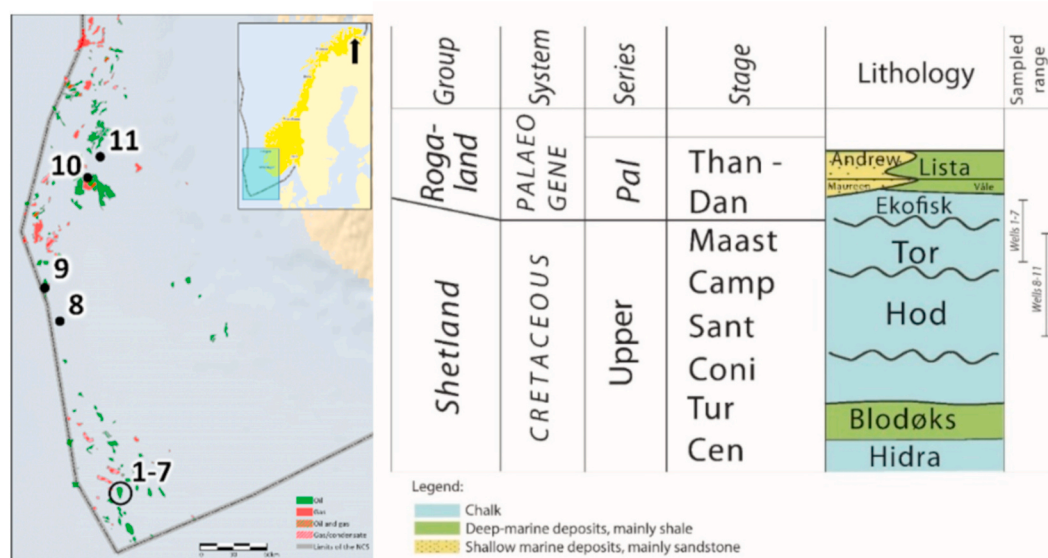 11
10
9
8
1-7
Oil
Gas
Oil and gas
Gas/condensate
Limits of the NCS
Group
System
Series
Stage
Lithology
Sampled
range
Roga-
land
PALAEO
GENE
Pal
Than -
Dan
Andrew
Lista
Maureen
Våle
Ekofisk
Shetland
CRETACEOUS
Upper
Maast
Camp
Sant
Coni
Tur
Cen
Tor
Hod
Blodøks
Hidra
Wells 1-7
Wells 8-11
Legend:
Chalk
Deep-marine deposits, mainly shale
Shallow marine deposits, mainly sandstone